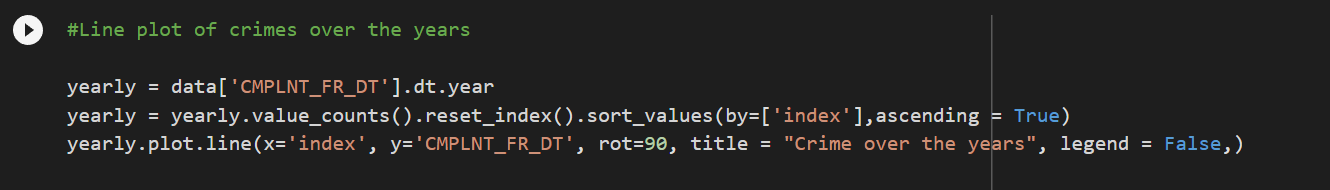 #Line plot of crimes over the years
yearly = data['CMPLNT_FR_DT'].dt.year
yearly = yearly.value_counts().reset_index().sort_values(by=['index'],ascending = True)
yearly.plot.line(x='index', y='CMPLNT_FR_DT', rot=90, title = "Crime over the years", legend = False,)